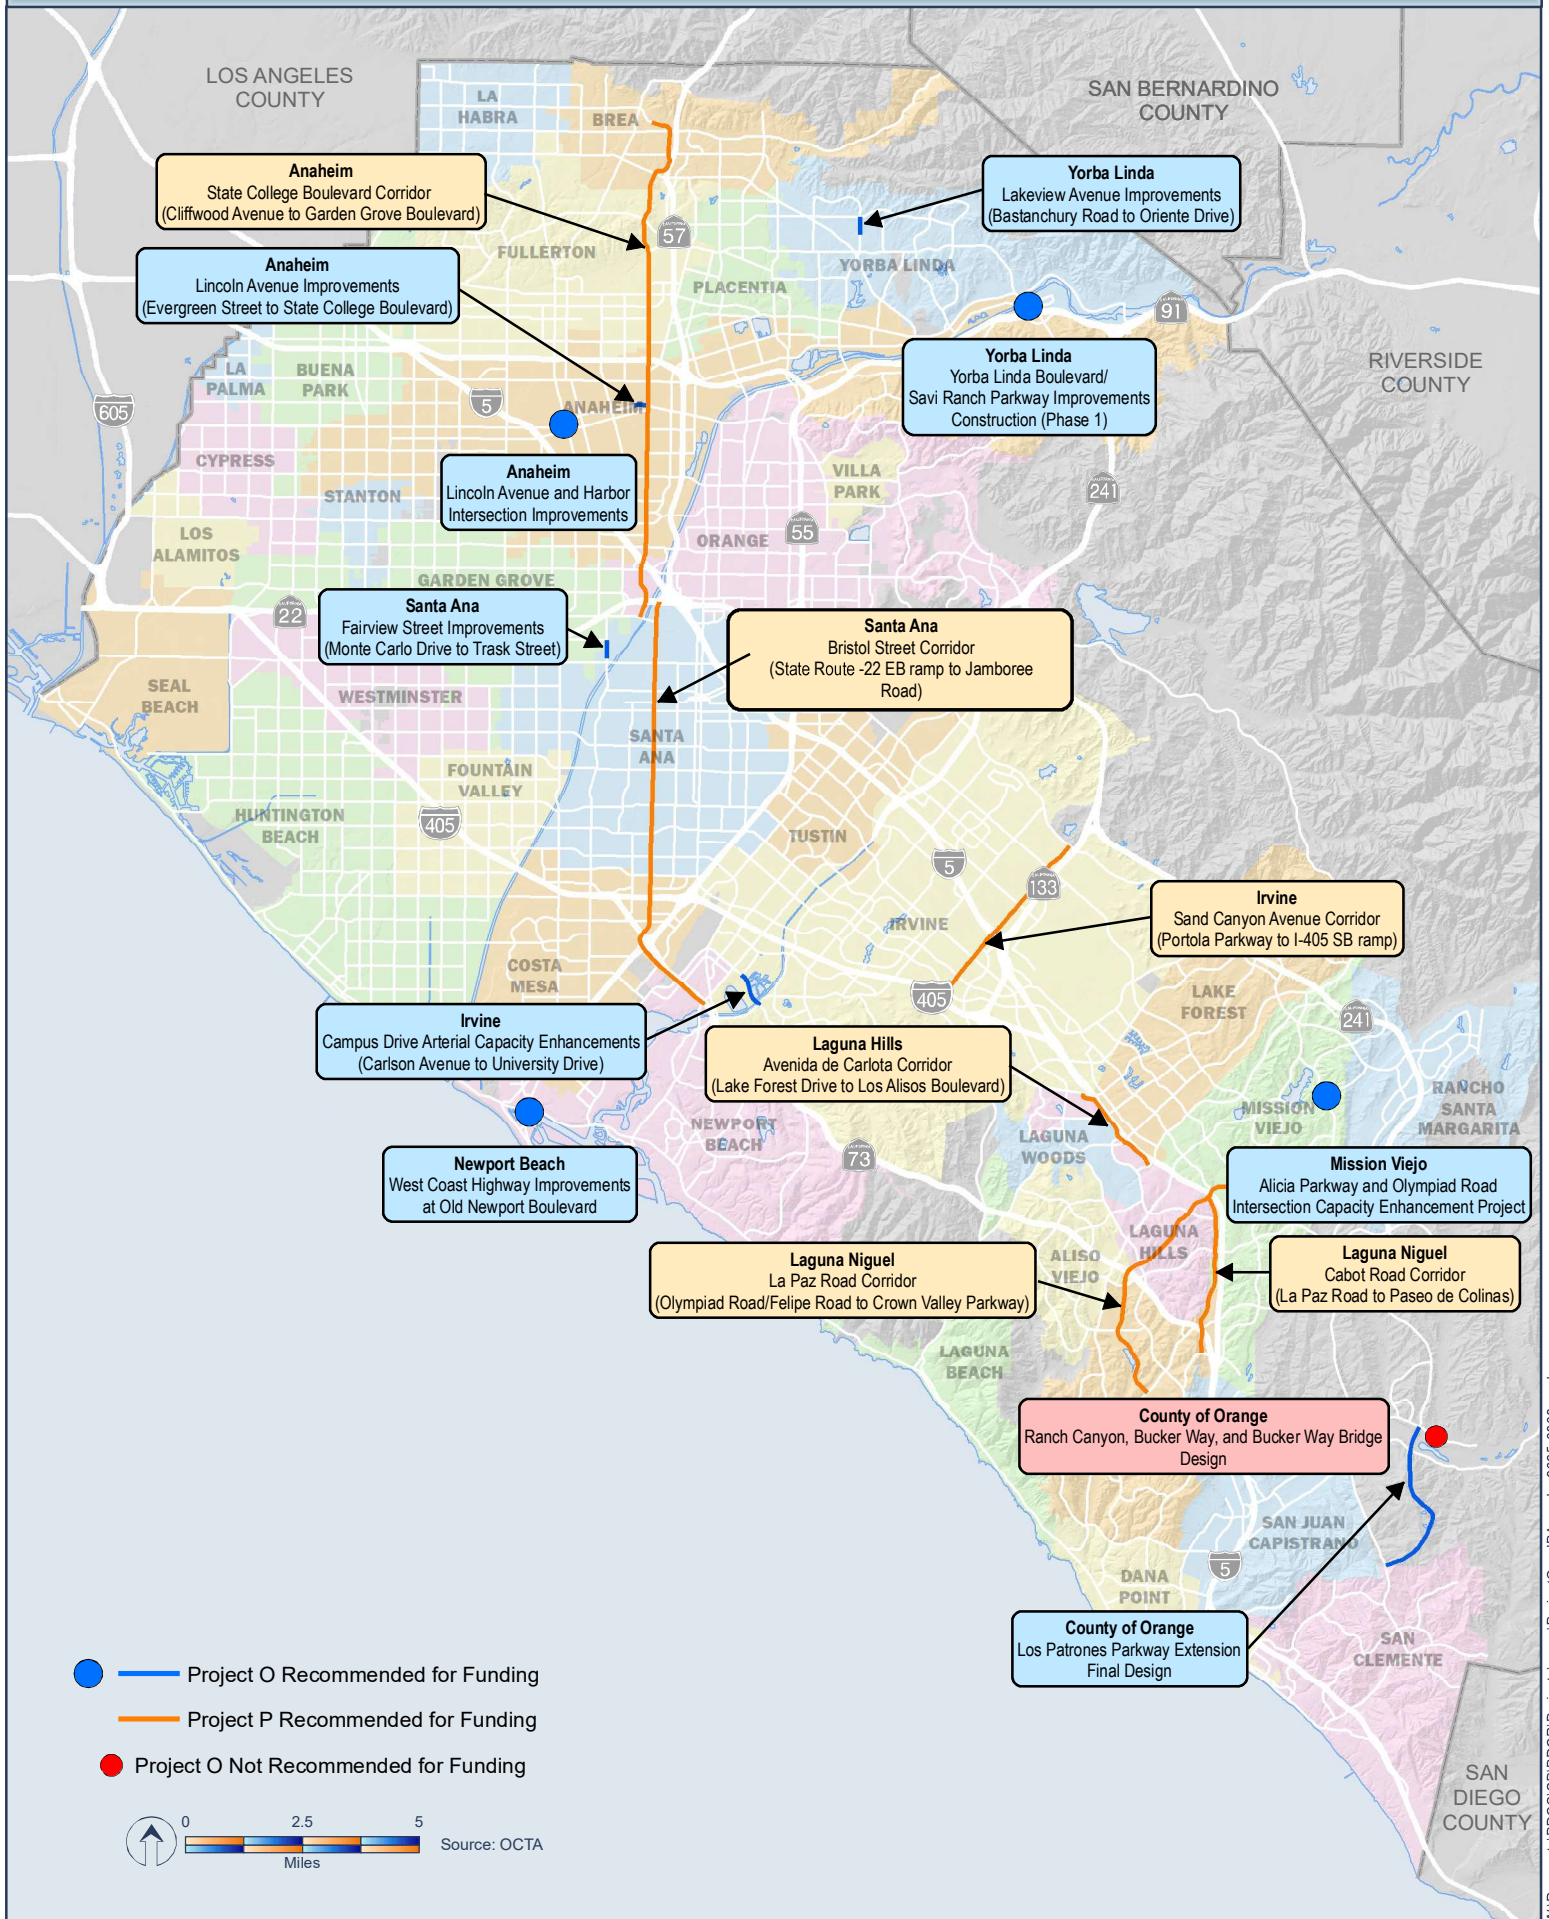 LOS ANGELES
COUNTY
SAN BERNARDINO
COUNTY
LA
HABRA
BREA
Anaheim
State College Boulevard Corridor
(Cliffwood Avenue to Garden Grove Boulevard)
Yorba Linda
Lakeview Avenue Improvements
(Bastanchury Road to Oriente Drive)
57
FULLERTON
Anaheim
Lincoln Avenue Improvements
(Evergreen Street to State College Boulevard)
YORBA LINDA
PLACENTIA
91
Yorba Linda
Yorba Linda Boulevard/
Savi Ranch Parkway Improvements
Construction (Phase 1)
RIVERSIDE
COUNTY
LA
PALMA
BUENA
PARK
605
5
ANAHEIM
CYPRESS
Anaheim
Lincoln Avenue and Harbor
Intersection Improvements
STANTON
VILLA
PARK
241
55
ORANGE
LOS
ALAMITOS
GARDEN GROVE
22
Santa Ana
Fairview Street Improvements
(Monte Carlo Drive to Trask Street)
Santa Ana
Bristol Street Corridor
(State Route -22 EB ramp to Jamboree
Road)
SEAL
BEACH
WESTMINSTER
SANTA
ANA
FOUNTAIN
VALLEY
HUNTINGTON
BEACH
405
TUSTIN
5
133
IRVINE
Irvine
Sand Canyon Avenue Corridor
(Portola Parkway to I-405 SB ramp)
COSTA
MESA
405
LAKE
FOREST
241
Irvine
Campus Drive Arterial Capacity Enhancements
(Carlson Avenue to University Drive)
Laguna Hills
Avenida de Carlota Corridor
(Lake Forest Drive to Los Alisos Boulevard)
RANCHO
SANTA
MARGARITA
MISSION
VIEJO
NEWPORT
BEACH
LAGUNA
WOODS
73
Newport Beach
West Coast Highway Improvements
at Old Newport Boulevard
Mission Viejo
Alicia Parkway and Olympiad Road
Intersection Capacity Enhancement Project
LAGUNA
HILLS
ALISO
VIEJO
Laguna Niguel
La Paz Road Corridor
(Olympiad Road/Felipe Road to Crown Valley Parkway)
Laguna Niguel
Cabot Road Corridor
(La Paz Road to Paseo de Colinas)
LAGUNA
BEACH
County of Orange
Ranch Canyon, Bucker Way, and Bucker Way Bridge
Design
SAN JUAN
CAPISTRANO
5
DANA
POINT
County of Orange
Los Patrones Parkway Extension
Final Design
SAN
CLEMENTE
Project O Recommended for Funding
Project P Recommended for Funding
Project O Not Recommended for Funding
SAN
DIEGO
COUNTY
0 2.5 5
Miles
Source: OCTA